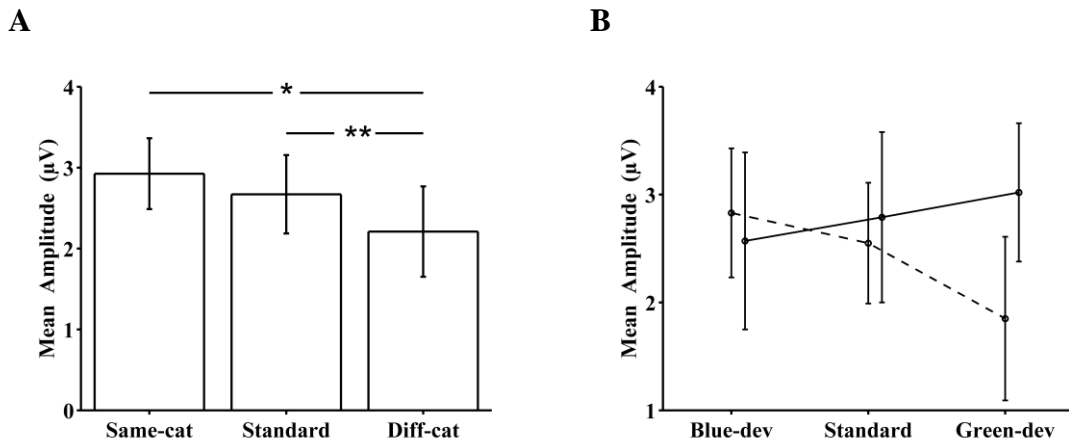 A
B
Mean Amplitude (μV)
4
3
2
1
0
*
**
Same-cat Standard Diff-cat
Mean Amplitude (μV)
4
3
2
1
Blue-dev Standard Green-dev